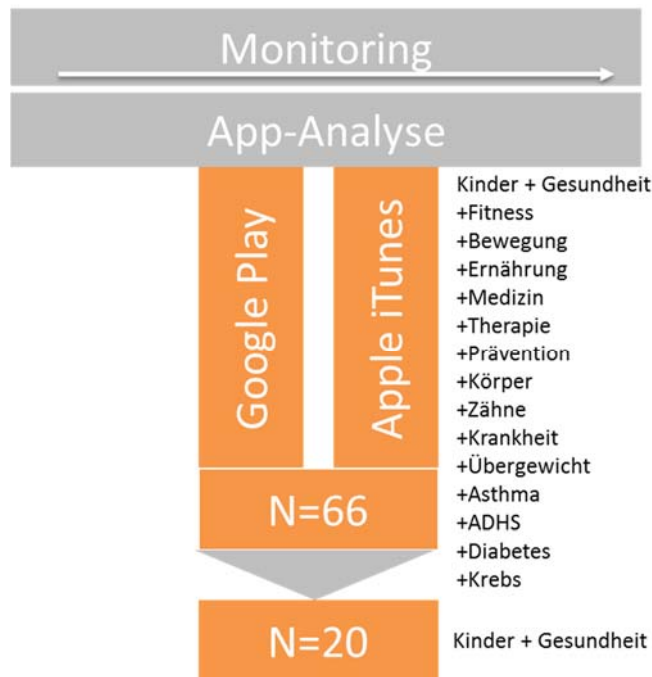 Monitoring
App-Analyse
Google Play
Apple iTunes
Kinder + Gesundheit
+Fitness
+Bewegung
+Ernährung
+Medizin
+Therapie
+Prävention
+Körper
+Zähne
+Krankheit
+Übergewicht
+Asthma
+ADHS
+Diabetes
+Krebs
N=66
N=20
Kinder + Gesundheit